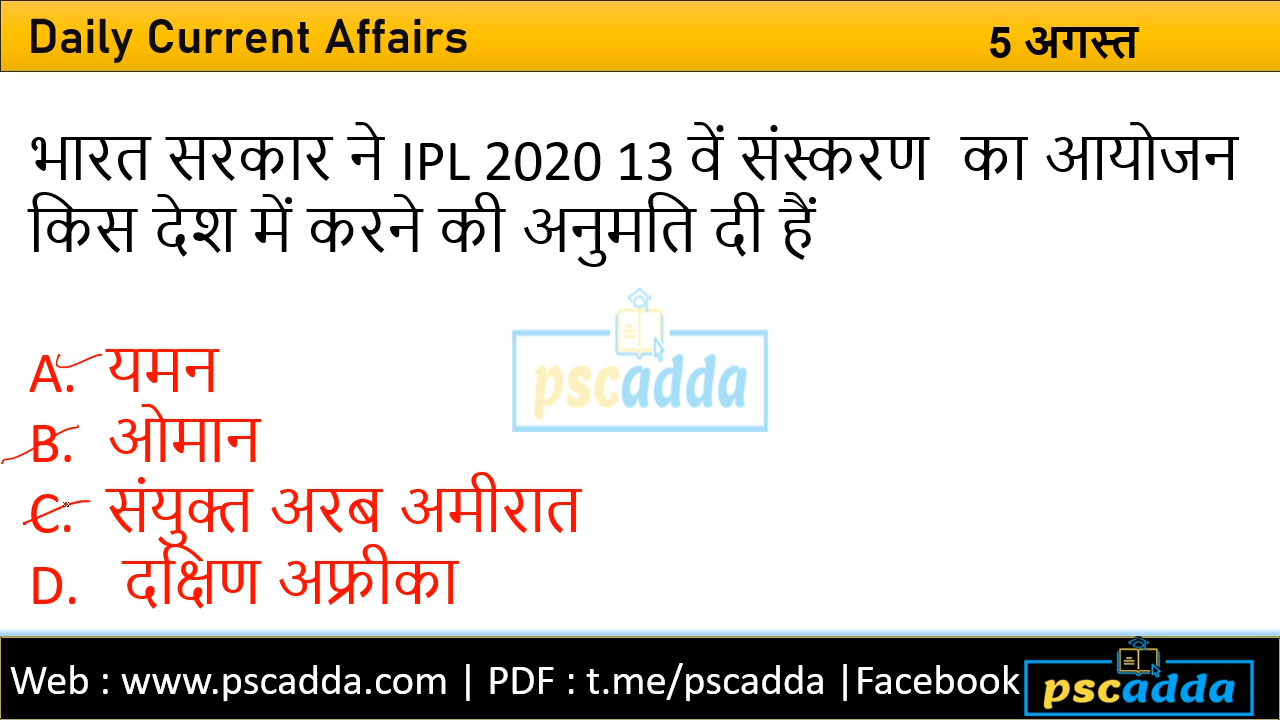 Daily Current Affairs
5 अगस्त
भारत सरकार ने IPL 2020 13 वें संस्करण का आयोजन
किस देश में करने की अनुमति दी हैं
pscadda
A. यमन
B. ओमान
C. संयुक्त अरब अमीरात
D. दक्षिण अफ्रीका
Web : www.pscadda.com | PDF : t.me/pscadda |Facebook
pscadda